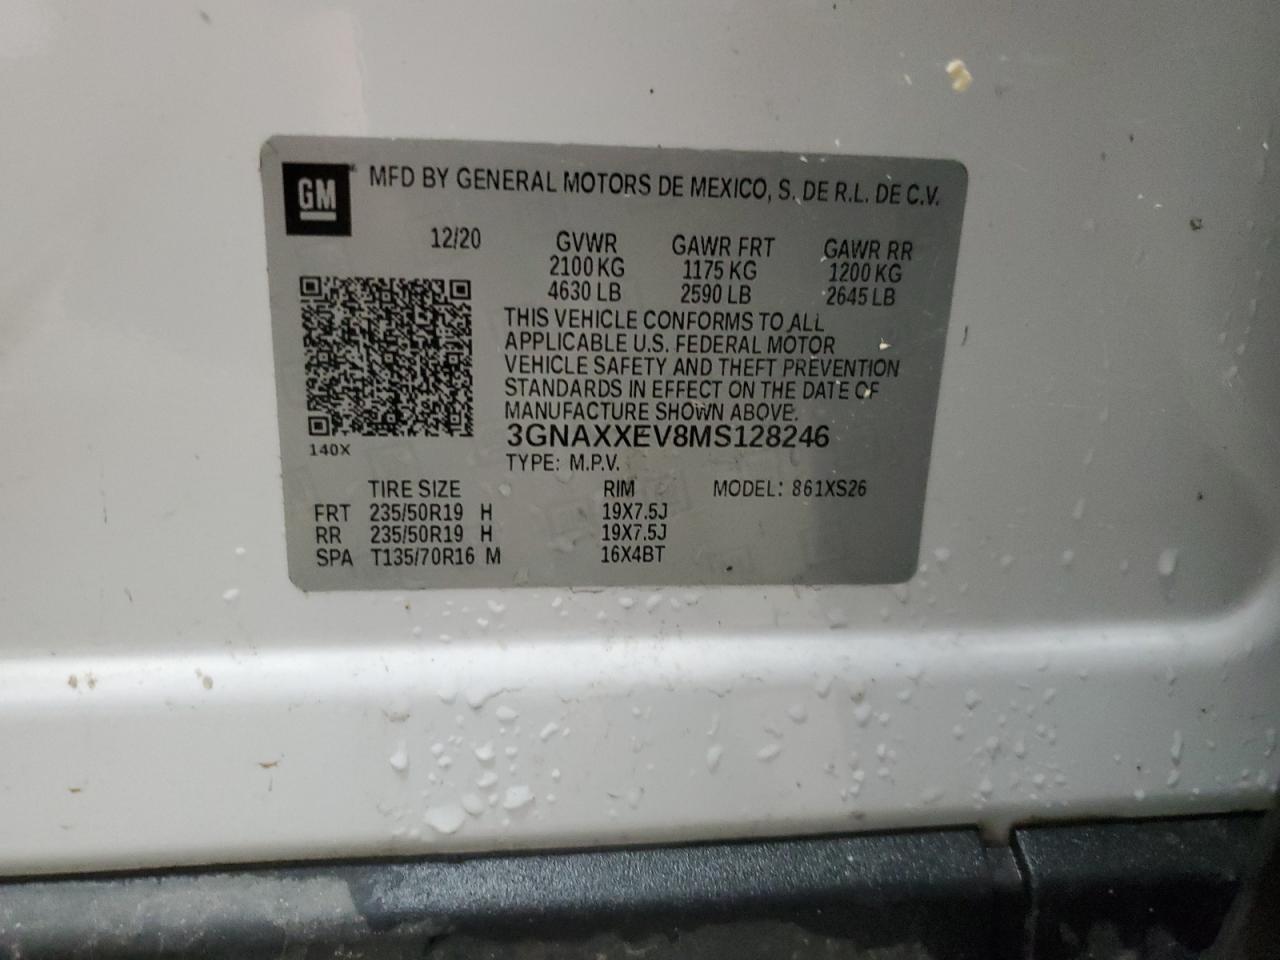 GM
MFD BY GENERAL MOTORS DE MEXICO, S. DE R.L. DE C.V.
12/20 GVWR GAWR FRT GAWR RR
2100 KG 1175 KG 1200 KG
4630 LB 2590 LB 2645 LB
THIS VEHICLE CONFORMS TO ALL
APPLICABLE U.S. FEDERAL MOTOR
VEHICLE SAFETY AND THEFT PREVENTION
STANDARDS IN EFFECT ON THE DATE OF
MANUFACTURE SHOWN ABOVE.
3GNAXXEV8MS128246
140X
TYPE: M.P.V.
TIRE SIZE RIM MODEL: 861XS26
FRT 235/50R19 H 19X7.5J
RR 235/50R19 H 19X7.5J
SPA T135/70R16 M 16X4BT